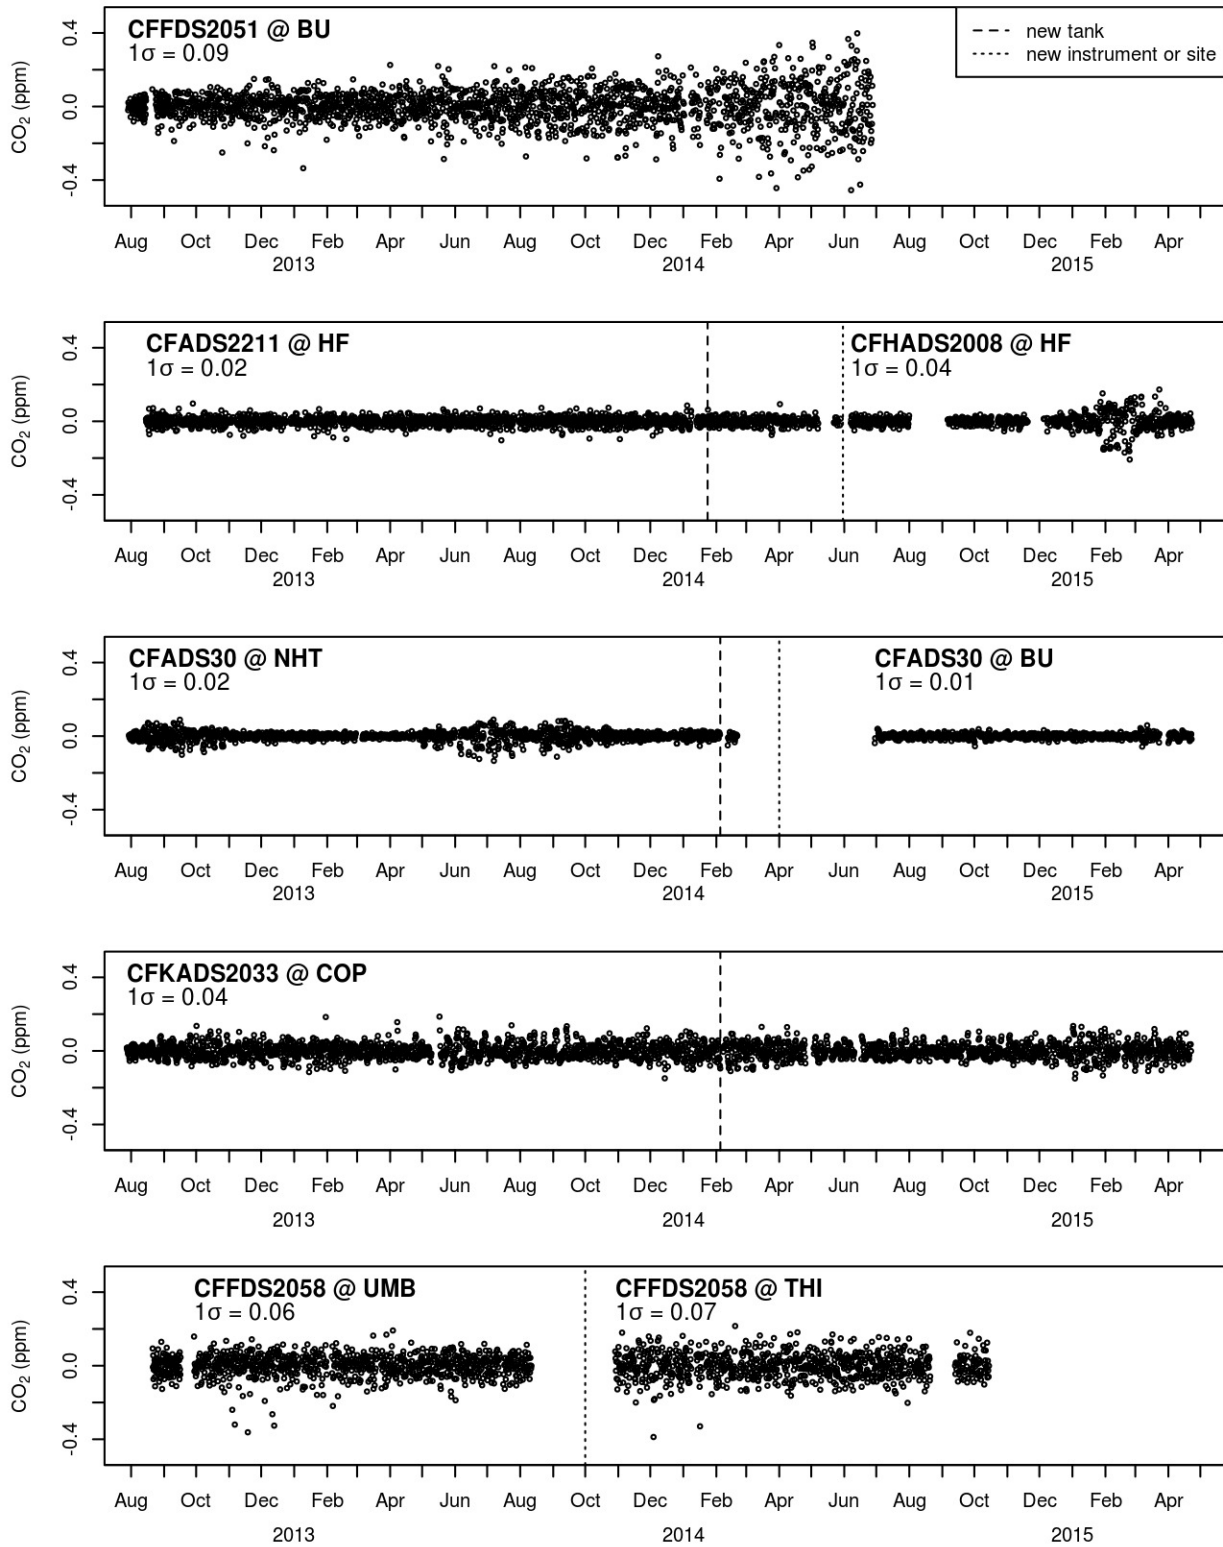 CFFDS2051 @ BU
1σ = 0.09
new tank
new instrument or site
CO2 (ppm)
0.4
0.0
-0.4
Aug Oct Dec Feb Apr Jun Aug Oct Dec Feb Apr Jun Aug Oct Dec Feb Apr
2013 2014 2015
CFADS2211 @ HF
1σ = 0.02
CFHADS2008 @ HF
1σ = 0.04
CO2 (ppm)
0.4
0.0
-0.4
Aug Oct Dec Feb Apr Jun Aug Oct Dec Feb Apr Jun Aug Oct Dec Feb Apr
2013 2014 2015
CFADS30 @ NHT
1σ = 0.02
CFADS30 @ BU
1σ = 0.01
CO2 (ppm)
0.4
0.0
-0.4
Aug Oct Dec Feb Apr Jun Aug Oct Dec Feb Apr Jun Aug Oct Dec Feb Apr
2013 2014 2015
CFKADS2033 @ COP
1σ = 0.04
CO2 (ppm)
0.4
0.0
-0.4
Aug Oct Dec Feb Apr Jun Aug Oct Dec Feb Apr Jun Aug Oct Dec Feb Apr
2013 2014 2015
CFFDS2058 @ UMB
1σ = 0.06
CFFDS2058 @ THI
1σ = 0.07
CO2 (ppm)
0.4
0.0
-0.4
Aug Oct Dec Feb Apr Jun Aug Oct Dec Feb Apr Jun Aug Oct Dec Feb Apr
2013 2014 2015